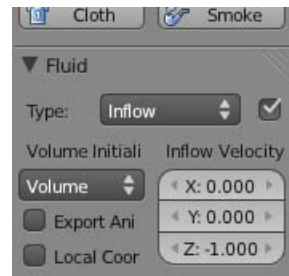 Cloth Smoke
Fluid
Type: Inflow
Volume Initiali Inflow Velocity
Volume X: 0.000
Export Ani Y: 0.000
Local Coor Z: -1.000